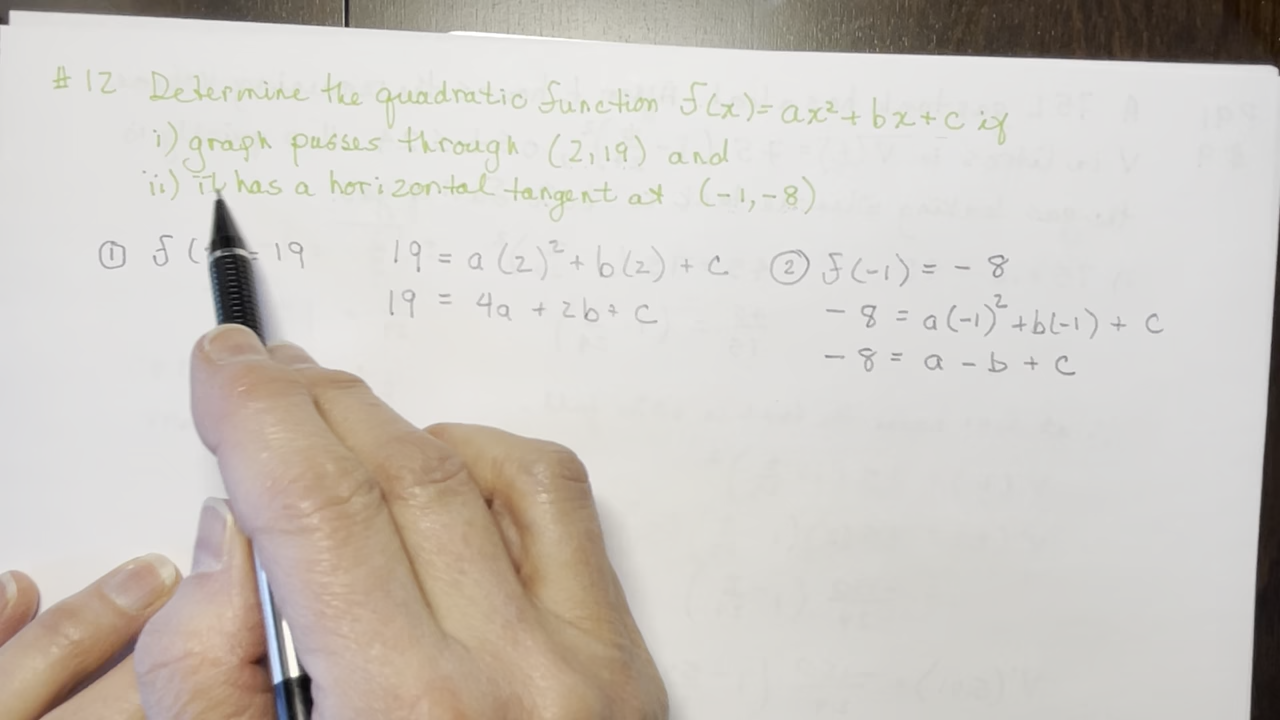 # 12 Determine the quadratic function f(x) = ax² + bx + c if
i) graph passes through (2, 19) and
ii) it has a horizontal tangent at (-1, -8)
① f( = 19
19 = a(2)² + b(2) + c
19 = 4a + 2b + c
② f(-1) = - 8
- 8 = a(-1)² + b(-1) + c
- 8 = a - b + c